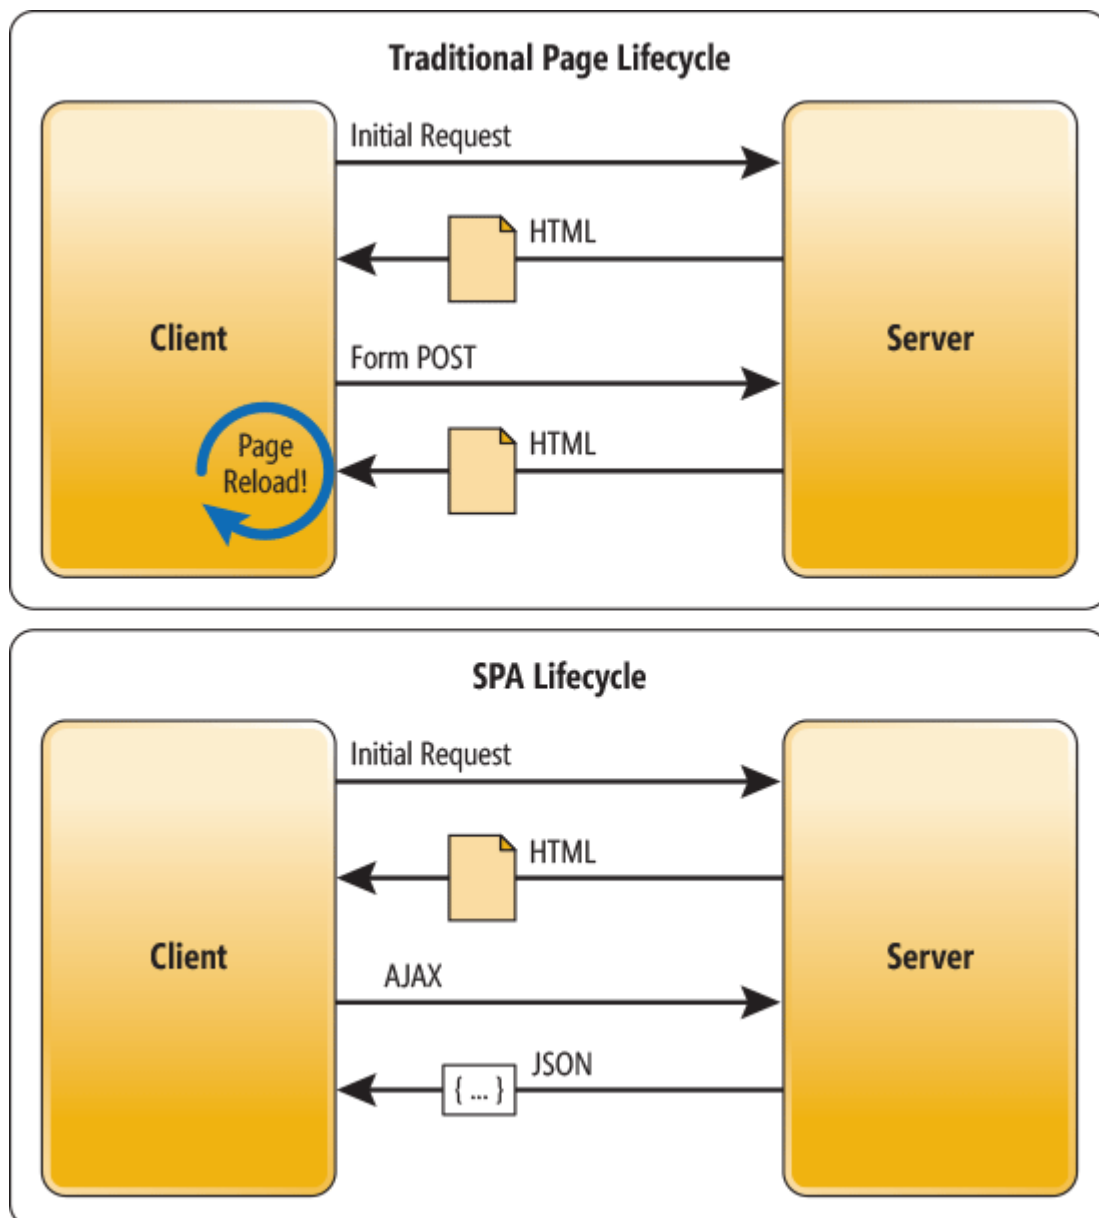 Traditional Page Lifecycle
Initial Request
HTML
Client
Server
Form POST
HTML
Page
Reload!
SPA Lifecycle
Initial Request
HTML
Client
Server
AJAX
JSON
{ ... }